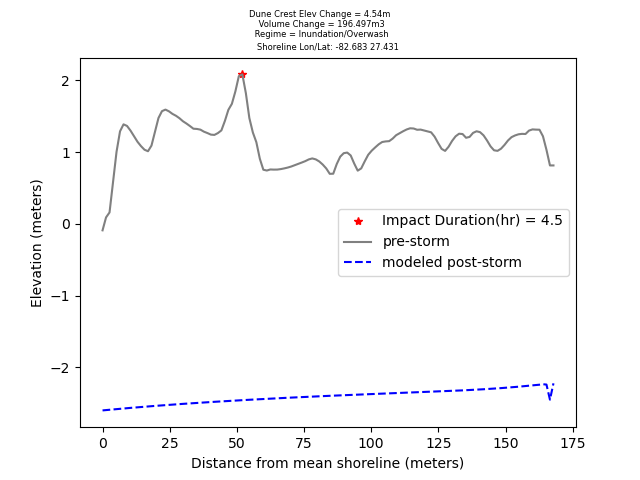 Dune Crest Elev Change = 4.54m
Volume Change = 196.497m3
Regime = Inundation/Overwash
Shoreline Lon/Lat: -82.683 27.431
2
1
0
−1
−2
Elevation (meters)
Impact Duration(hr) = 4.5
pre-storm
modeled post-storm
0 25 50 75 100 125 150 175
Distance from mean shoreline (meters)